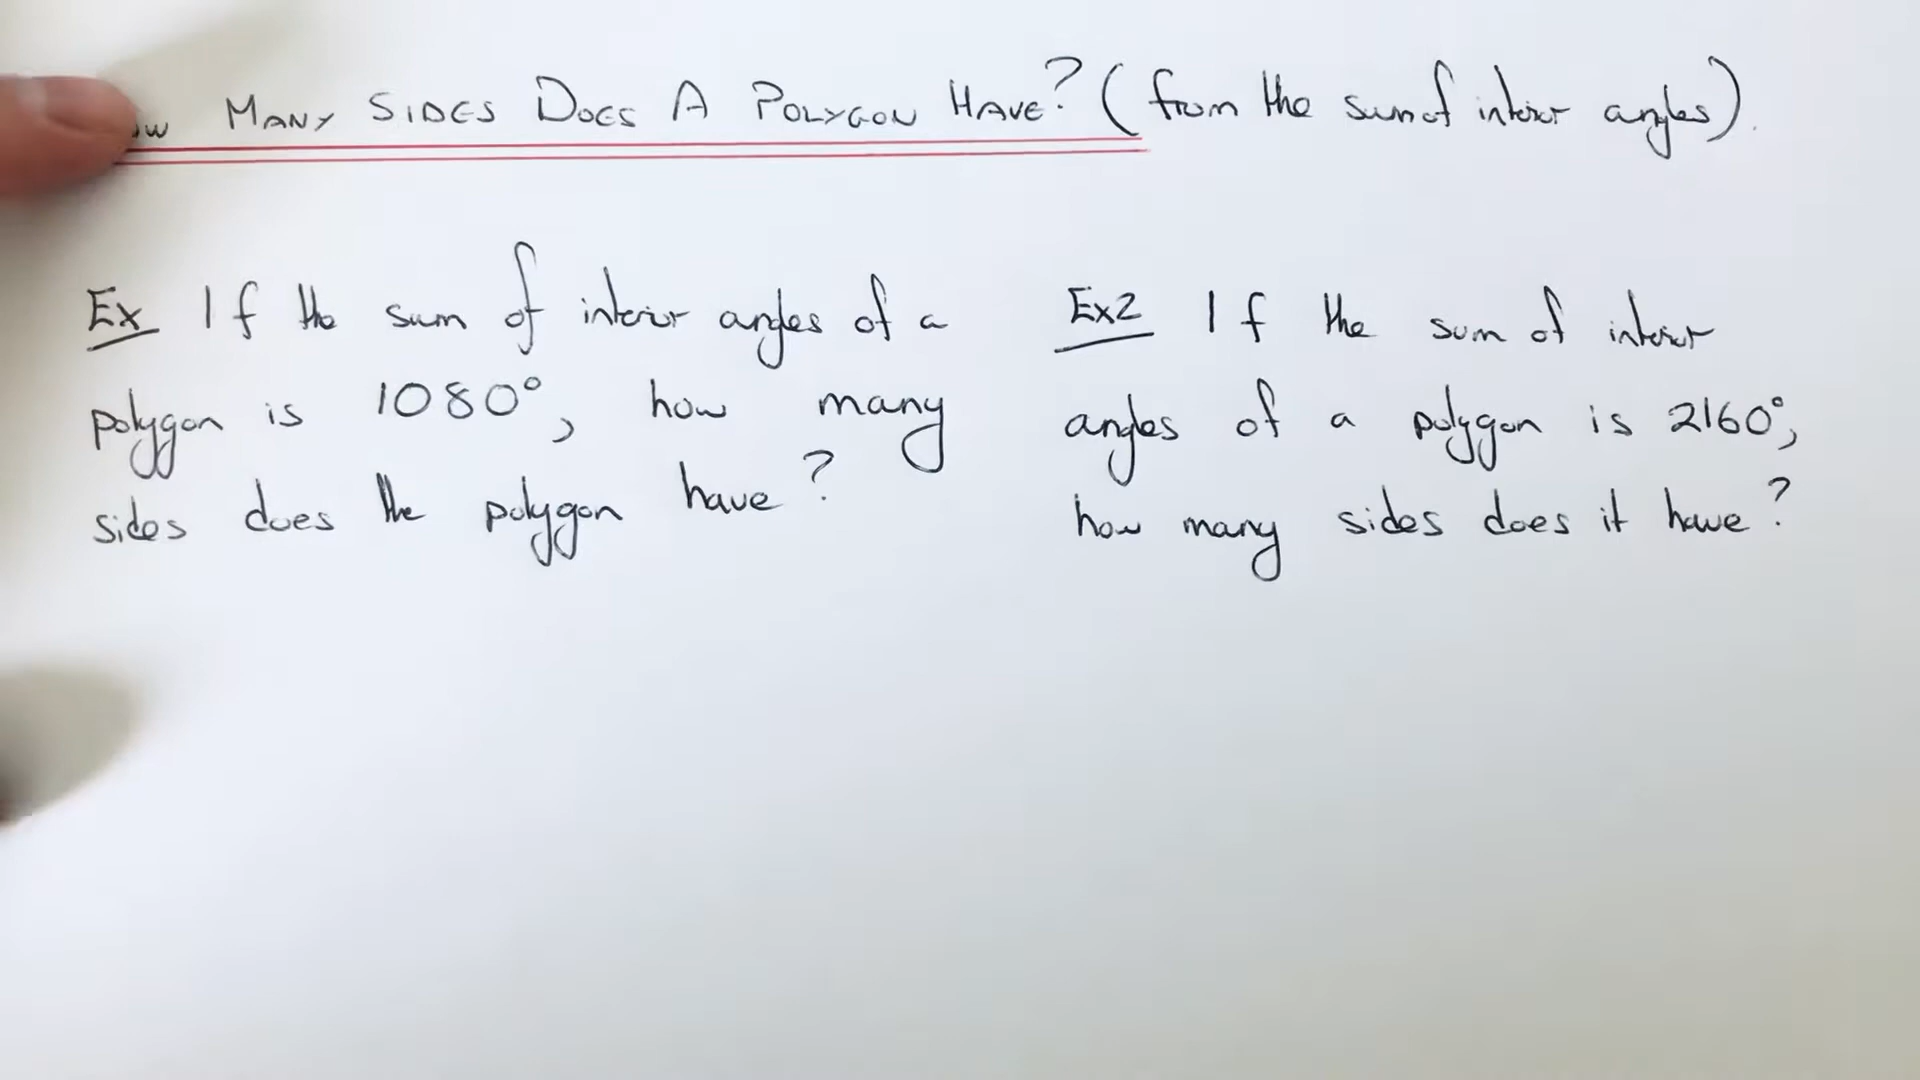 Many Sides Does A Polygon Have? (from the sum of interior angles).
Ex If the sum of interior angles of a
polygon is 1080°, how many
sides does the polygon have?
Ex2 If the sum of interior
angles of a polygon is 2160°,
how many sides does it have?